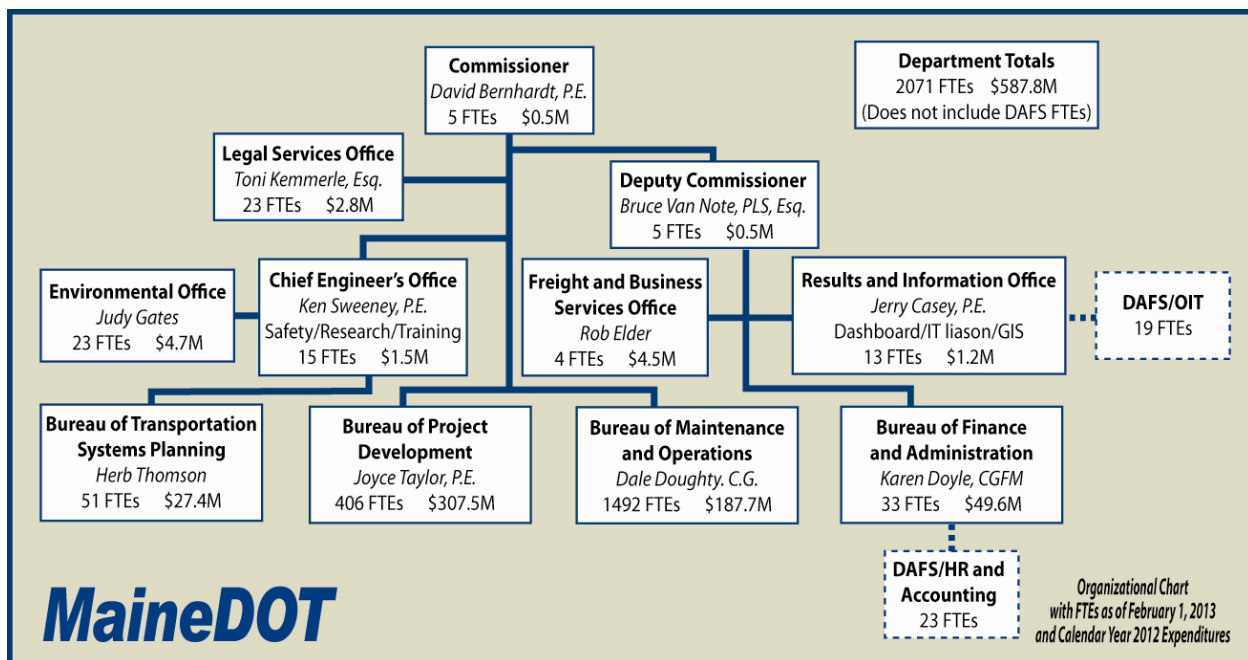 Commissioner
David Bernhardt, P.E.
5 FTEs $0.5M
Department Totals
2071 FTEs $587.8M
(Does not include DAFS FTEs)
Legal Services Office
Toni Kemmerle, Esq.
23 FTEs $2.8M
Deputy Commissioner
Bruce Van Note, PLS, Esq.
5 FTEs $0.5M
Environmental Office
Judy Gates
23 FTEs $4.7M
Chief Engineer's Office
Ken Sweeney, P.E.
Safety/Research/Training
15 FTEs $1.5M
Freight and Business
Services Office
Rob Elder
4 FTEs $4.5M
Results and Information Office
Jerry Casey, P.E.
Dashboard/IT liason/GIS
13 FTEs $1.2M
DAFS/OIT
19 FTEs
Bureau of Transportation
Systems Planning
Herb Thomson
51 FTEs $27.4M
Bureau of Project
Development
Joyce Taylor, P.E.
406 FTEs $307.5M
Bureau of Maintenance
and Operations
Dale Doughty. C.G.
1492 FTEs $187.7M
Bureau of Finance
and Administration
Karen Doyle, CGFM
33 FTEs $49.6M
DAFS/HR and
Accounting
23 FTEs
MaineDOT
Organizational Chart
with FTEs as of February 1, 2013
and Calendar Year 2012 Expenditures